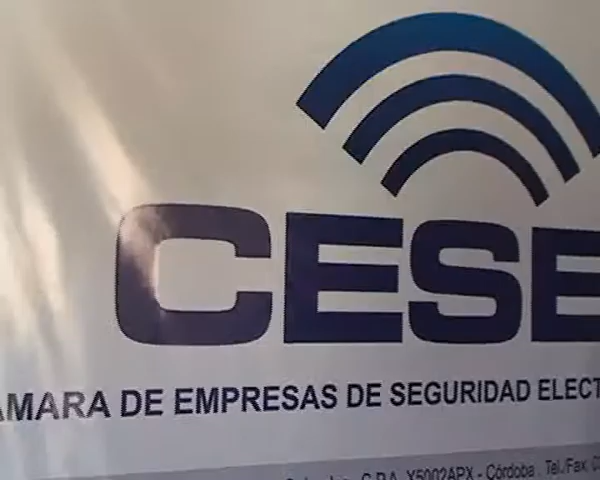 CESE
AMARA DE EMPRESAS DE SEGURIDAD ELECT
C.P.A. X5002APX - Córdoba . Tel./Fax: